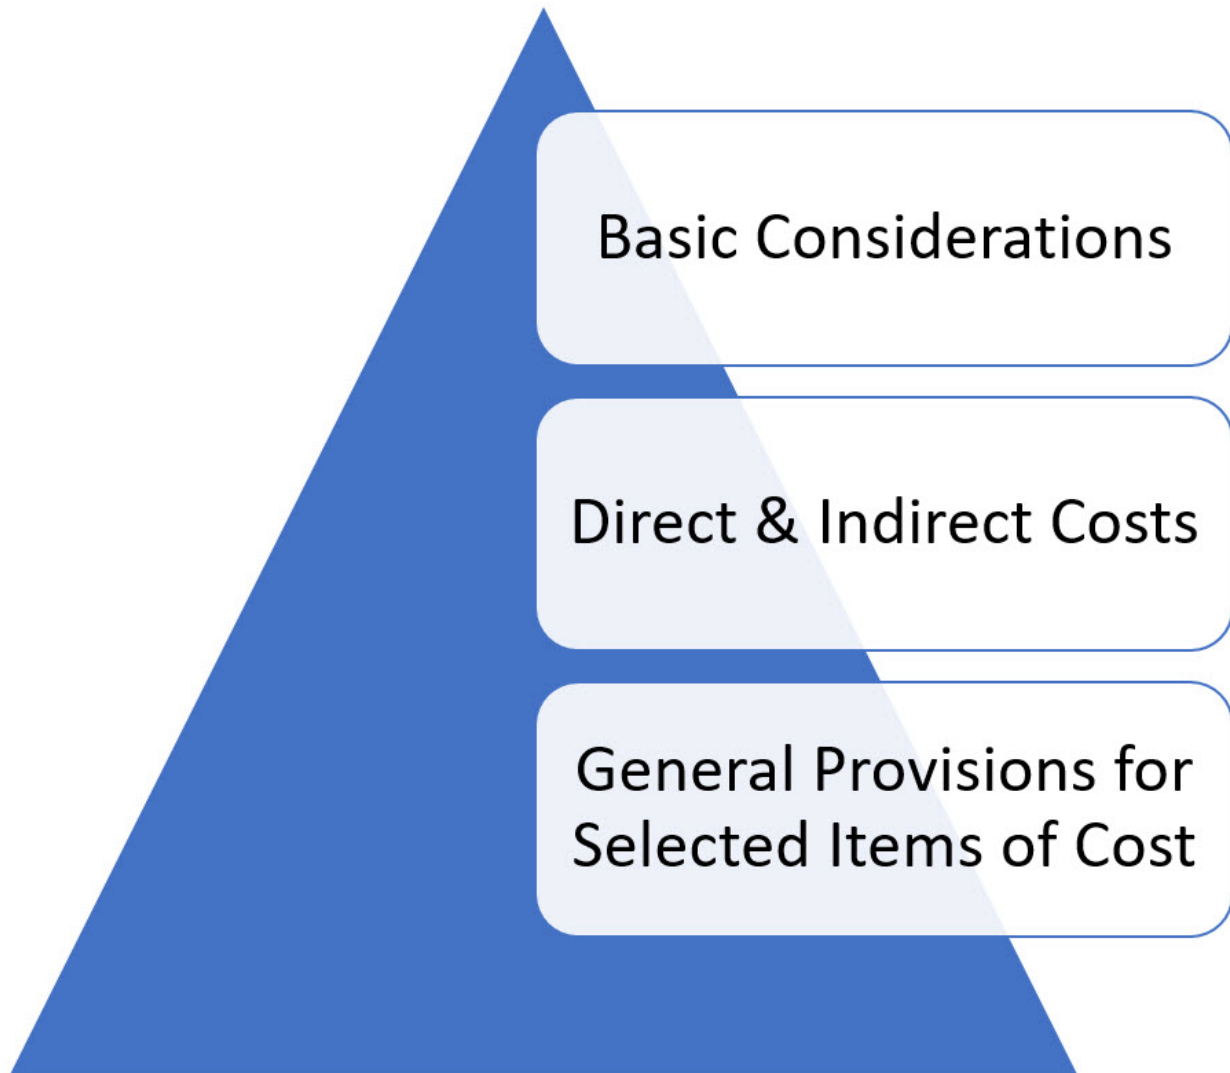 Basic Considerations
Direct & Indirect Costs
General Provisions for
Selected Items of Cost